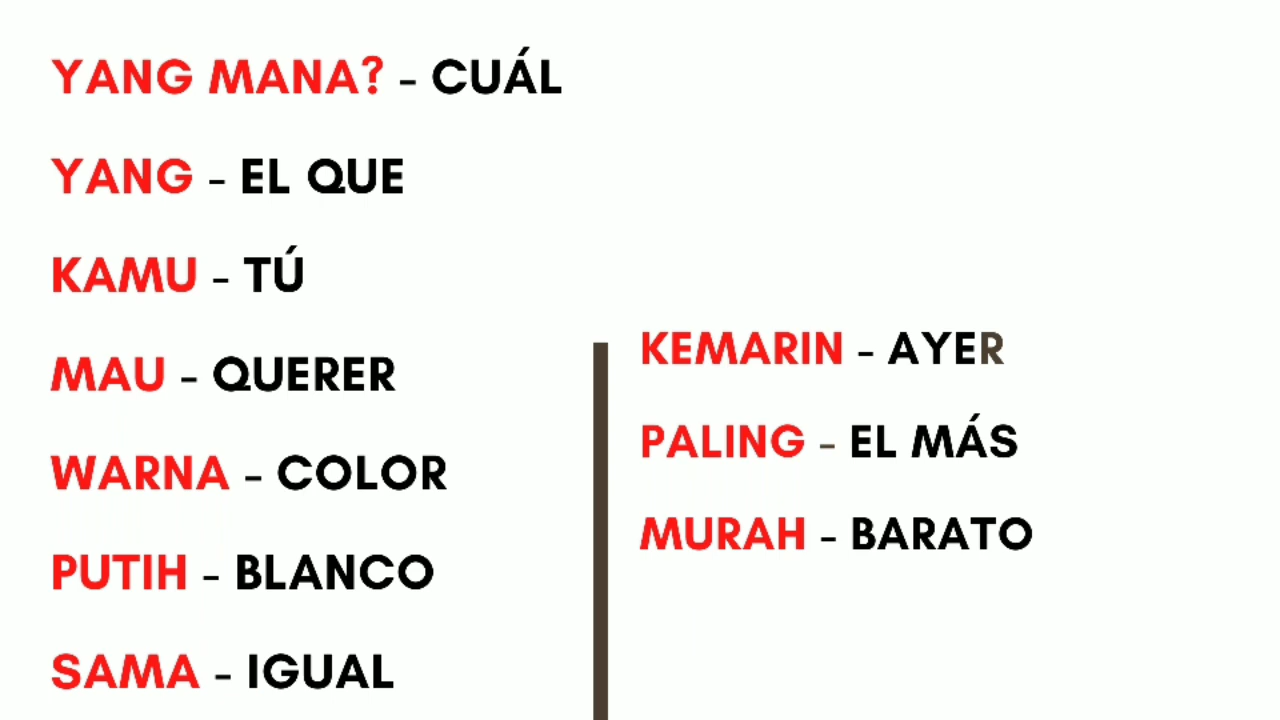 YANG MANA? - CUÁL
YANG - EL QUE
KAMU - TÚ
MAU - QUERER
WARNA - COLOR
PUTIH - BLANCO
SAMA - IGUAL
KEMARIN - AYER
PALING - EL MÁS
MURAH - BARATO